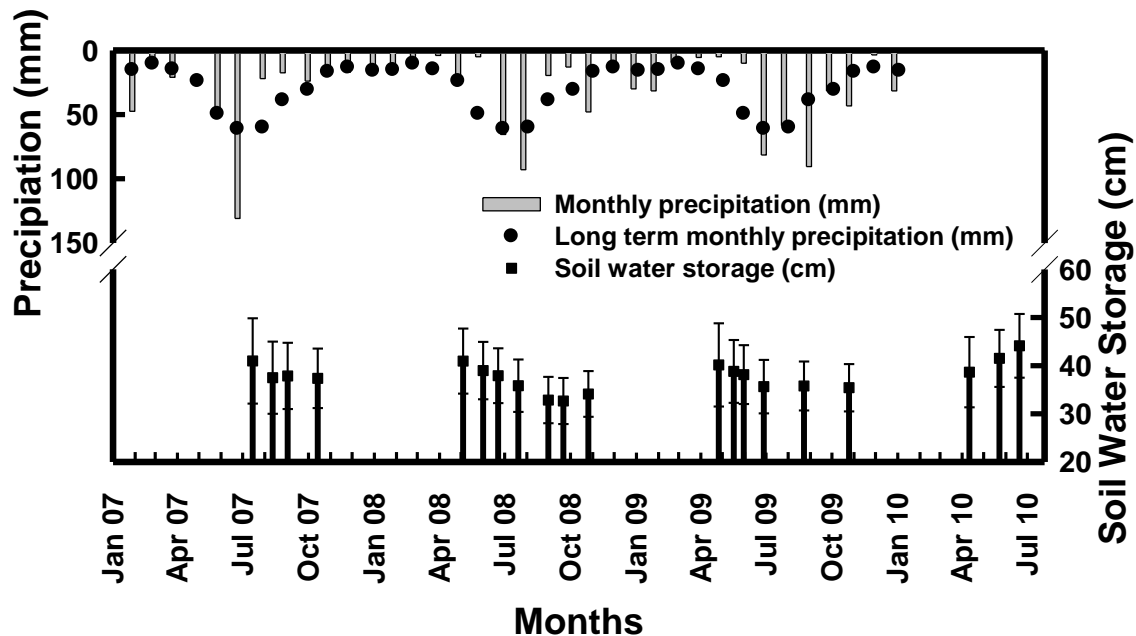 Precipiation (mm)
0
50
100
150
Monthly precipitation (mm)
Long term monthly precipitation (mm)
Soil water storage (cm)
60
50
40
30
20
Soil Water Storage (cm)
Jan 07
Apr 07
Jul 07
Oct 07
Jan 08
Apr 08
Jul 08
Oct 08
Jan 09
Apr 09
Jul 09
Oct 09
Jan 10
Apr 10
Jul 10
Months